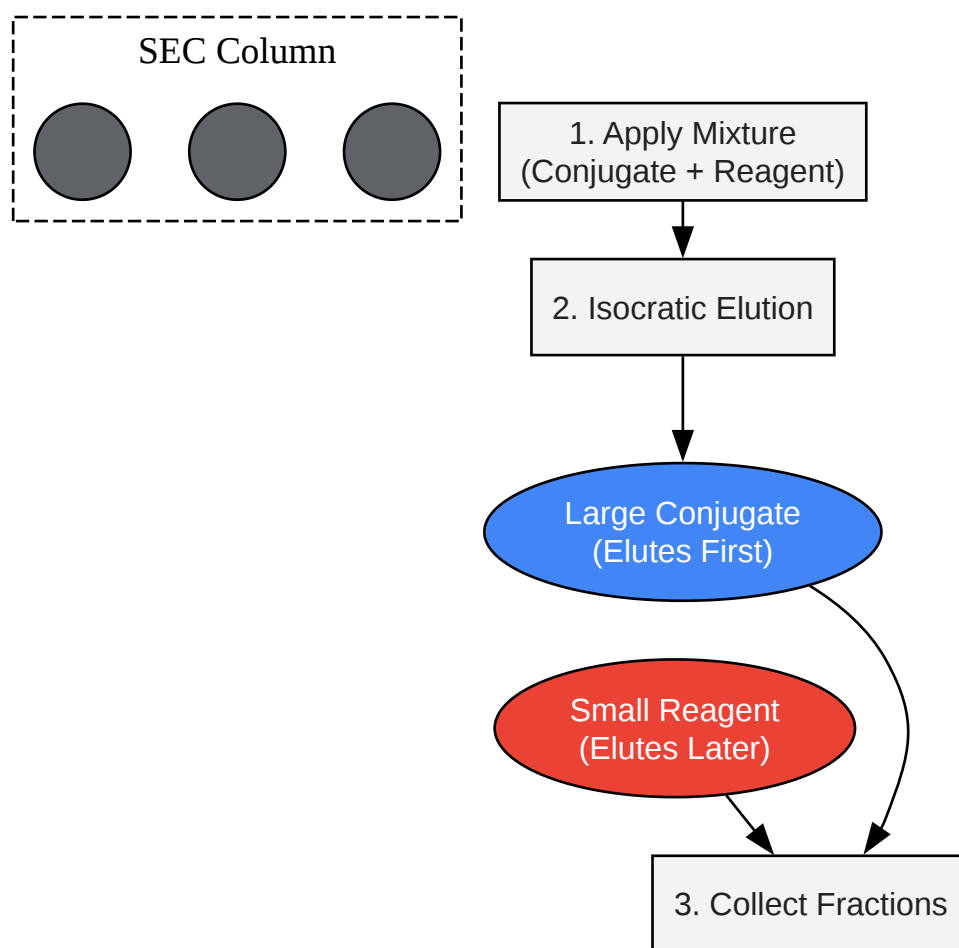 SEC Column
1. Apply Mixture
(Conjugate + Reagent)
2. Isocratic Elution
Large Conjugate
(Elutes First)
Small Reagent
(Elutes Later)
3. Collect Fractions